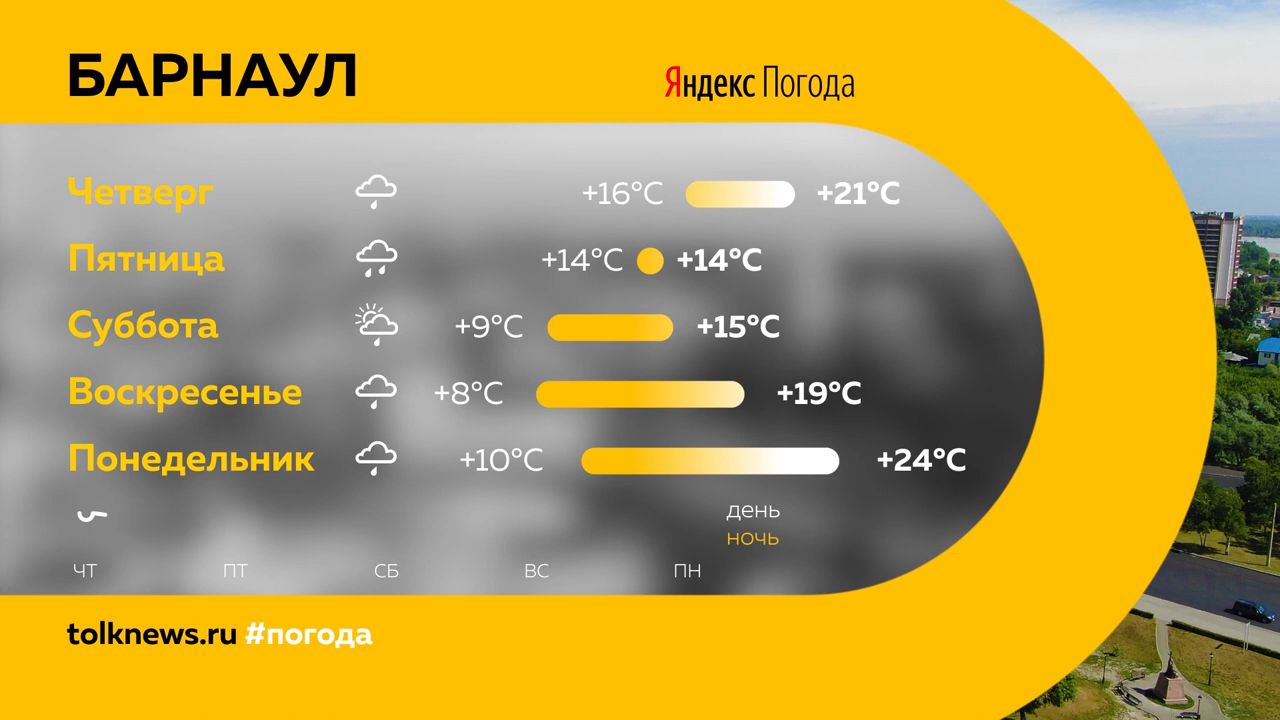 БАРНАУЛ
Яндекс Погода
Четверг +16°C +21°C
Пятница +14°C +14°C
Суббота +9°C +15°C
Воскресенье +8°C +19°C
Понедельник +10°C +24°C
день
ночь
ЧТ ПТ СБ ВС ПН
tolknews.ru #погода